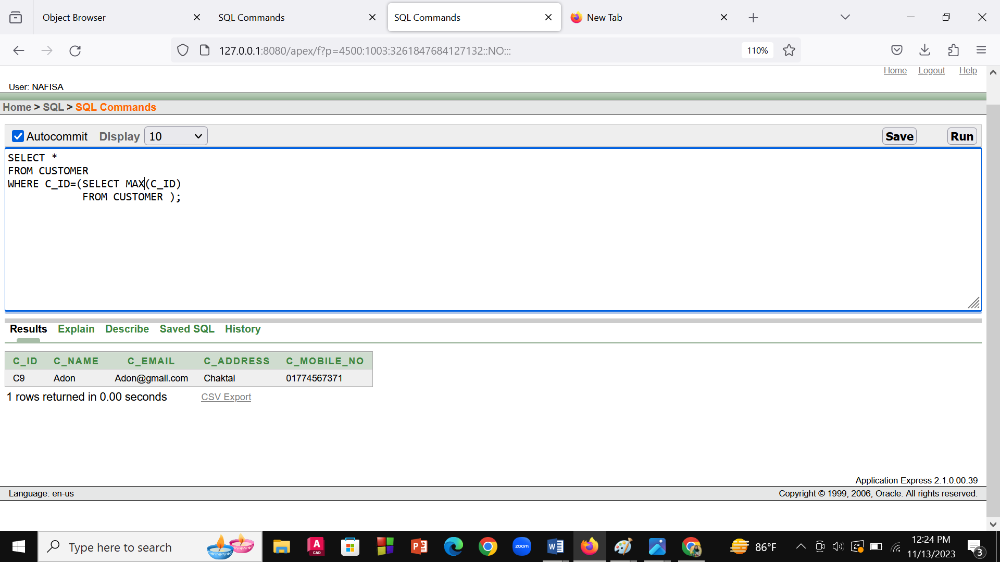 Object Browser
SQL Commands
SQL Commands
New Tab
127.0.0.1:8080/apex/f?p=4500:1003:3261847684127132::NO:::
110%
Home Logout Help
User: NAFISA
Home > SQL > SQL Commands
Autocommit Display 10
Save Run
SELECT *
FROM CUSTOMER
WHERE C_ID=(SELECT MAX(C_ID)
FROM CUSTOMER );
Results Explain Describe Saved SQL History
C_ID C_NAME C_EMAIL C_ADDRESS C_MOBILE_NO
C9 Adon Adon@gmail.com Chaktai 01774567371
1 rows returned in 0.00 seconds CSV Export
Application Express 2.1.0.00.39
Language: en-us Copyright © 1999, 2006, Oracle. All rights reserved.
Type here to search
A
CAD
P
zoom
W
86°F
12:24 PM
11/13/2023
3